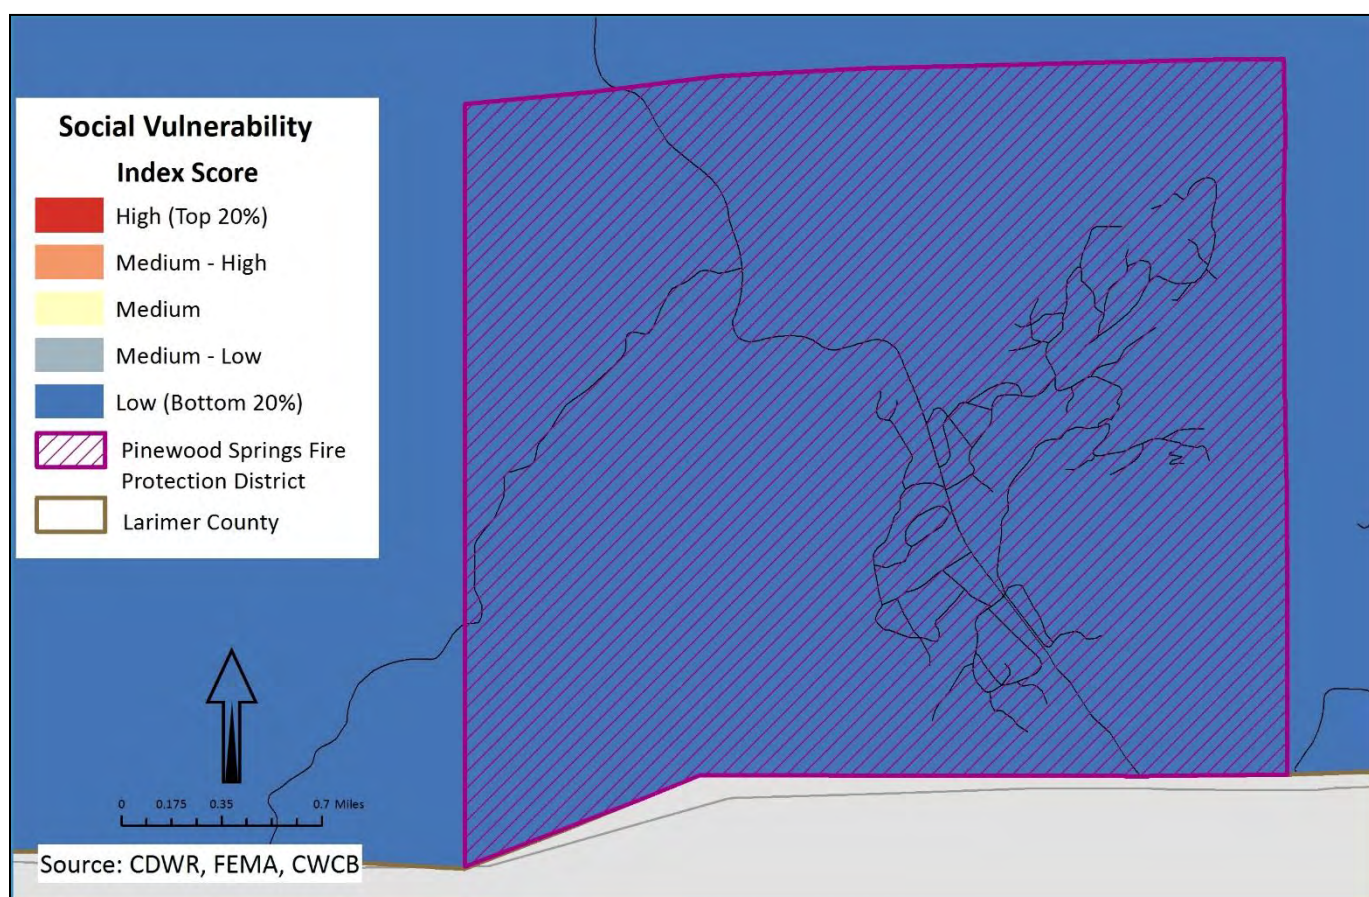 Social Vulnerability
Index Score
High (Top 20%)
Medium - High
Medium
Medium - Low
Low (Bottom 20%)
Pinewood Springs Fire
Protection District
Larimer County
0 0.175 0.35 0.7 Miles
Source: CDWR, FEMA, CWCB